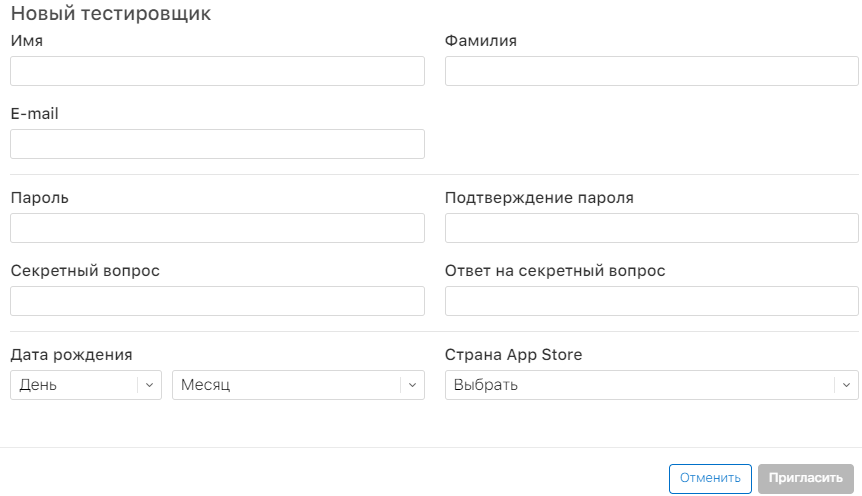 Новый тестировщик
Имя
Фамилия
E-mail
Пароль
Подтверждение пароля
Секретный вопрос
Ответ на секретный вопрос
Дата рождения
Страна App Store
День
Месяц
Выбрать
Отменить
Пригласить